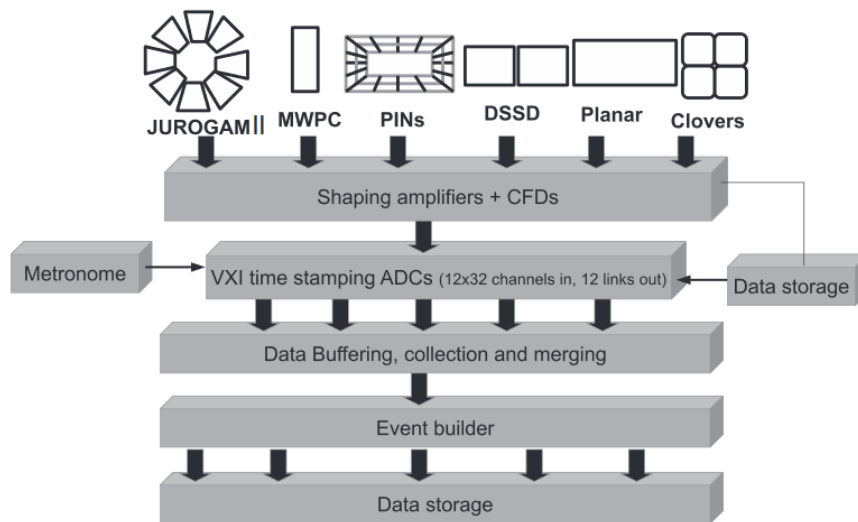 JUROGAM II MWPC PINs DSSD Planar Clovers
Shaping amplifiers + CFDs
Metronome
VXI time stamping ADCs (12x32 channels in, 12 links out)
Data storage
Data Buffering, collection and merging
Event builder
Data storage